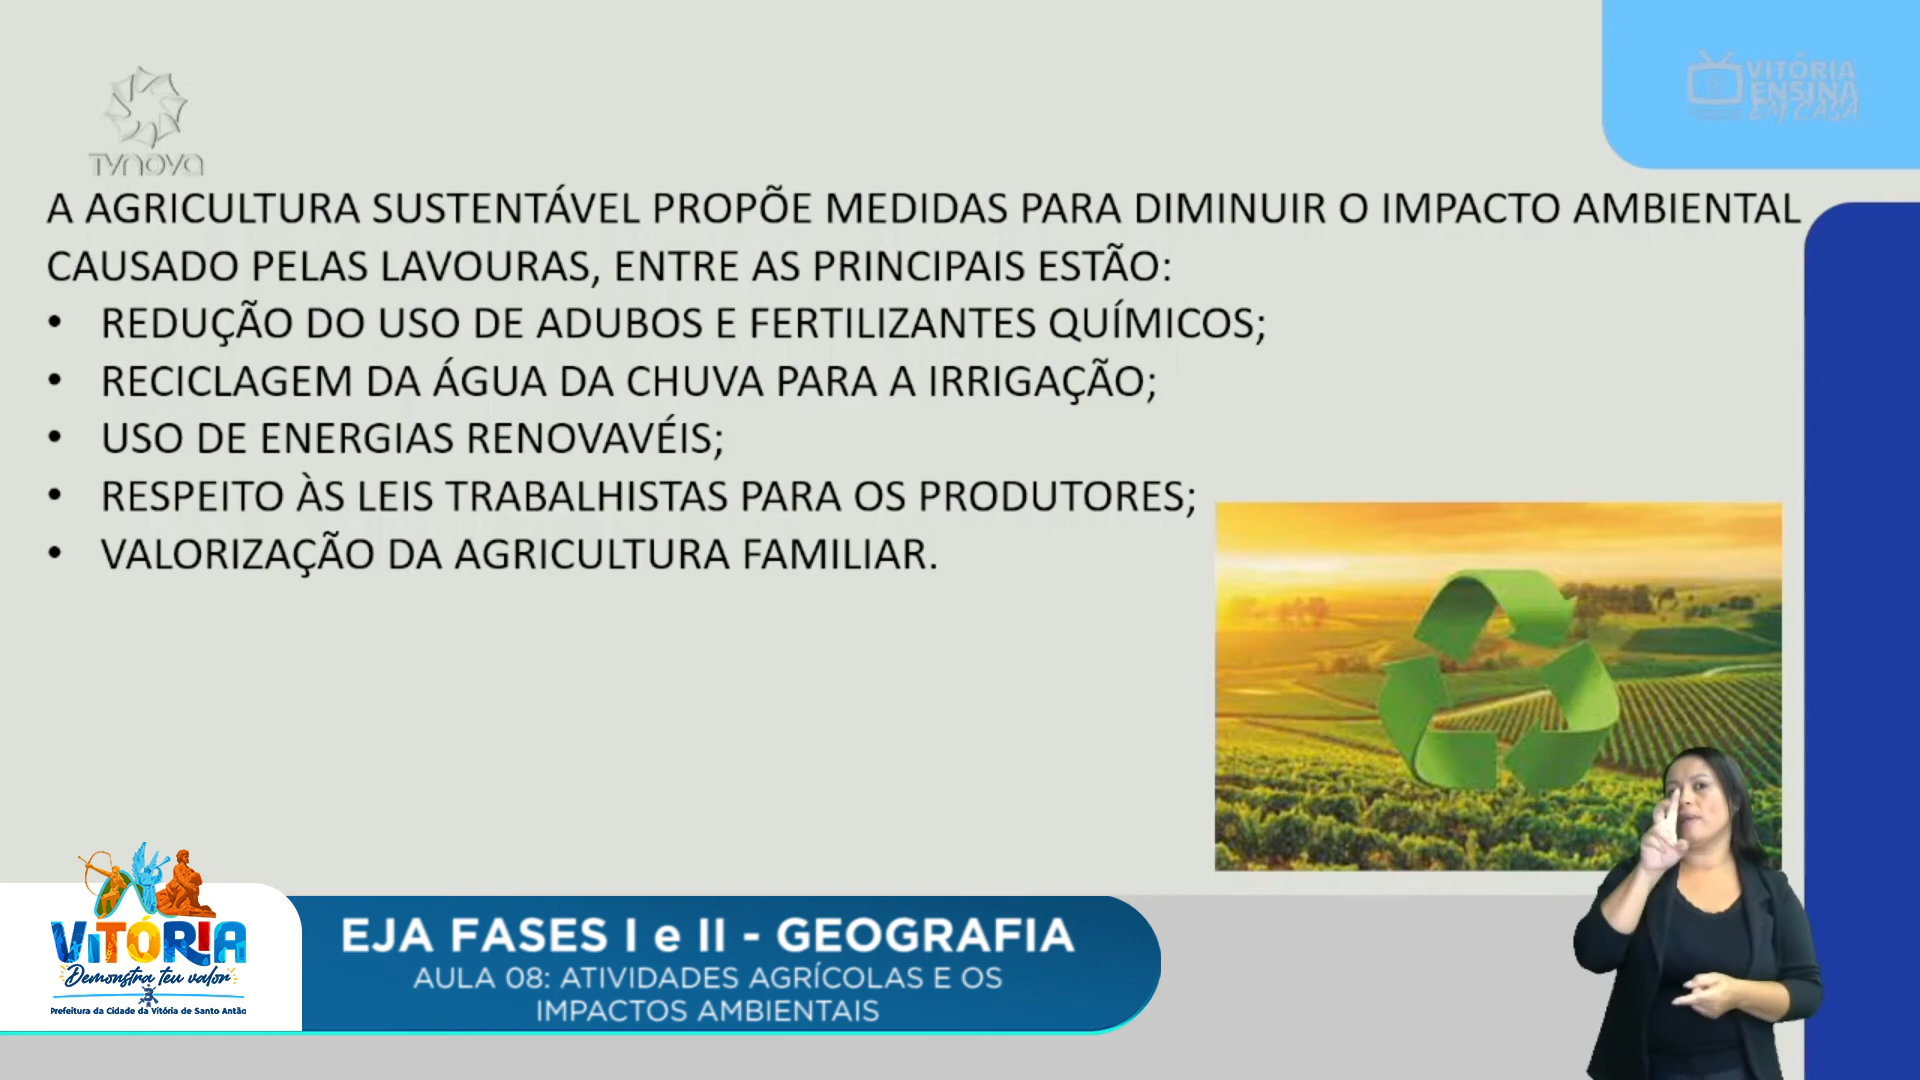 TVNOVA
VITÓRIA
ENSINA
EM CASA
A AGRICULTURA SUSTENTÁVEL PROPÕE MEDIDAS PARA DIMINUIR O IMPACTO AMBIENTAL
CAUSADO PELAS LAVOURAS, ENTRE AS PRINCIPAIS ESTÃO:
• REDUÇÃO DO USO DE ADUBOS E FERTILIZANTES QUÍMICOS;
• RECICLAGEM DA ÁGUA DA CHUVA PARA A IRRIGAÇÃO;
• USO DE ENERGIAS RENOVAVÉIS;
• RESPEITO ÀS LEIS TRABALHISTAS PARA OS PRODUTORES;
• VALORIZAÇÃO DA AGRICULTURA FAMILIAR.
VITÓRIA
Demonstra teu valor
Prefeitura da Cidade da Vitória de Santo Antão
EJA FASES I e II - GEOGRAFIA
AULA 08: ATIVIDADES AGRÍCOLAS E OS
IMPACTOS AMBIENTAIS